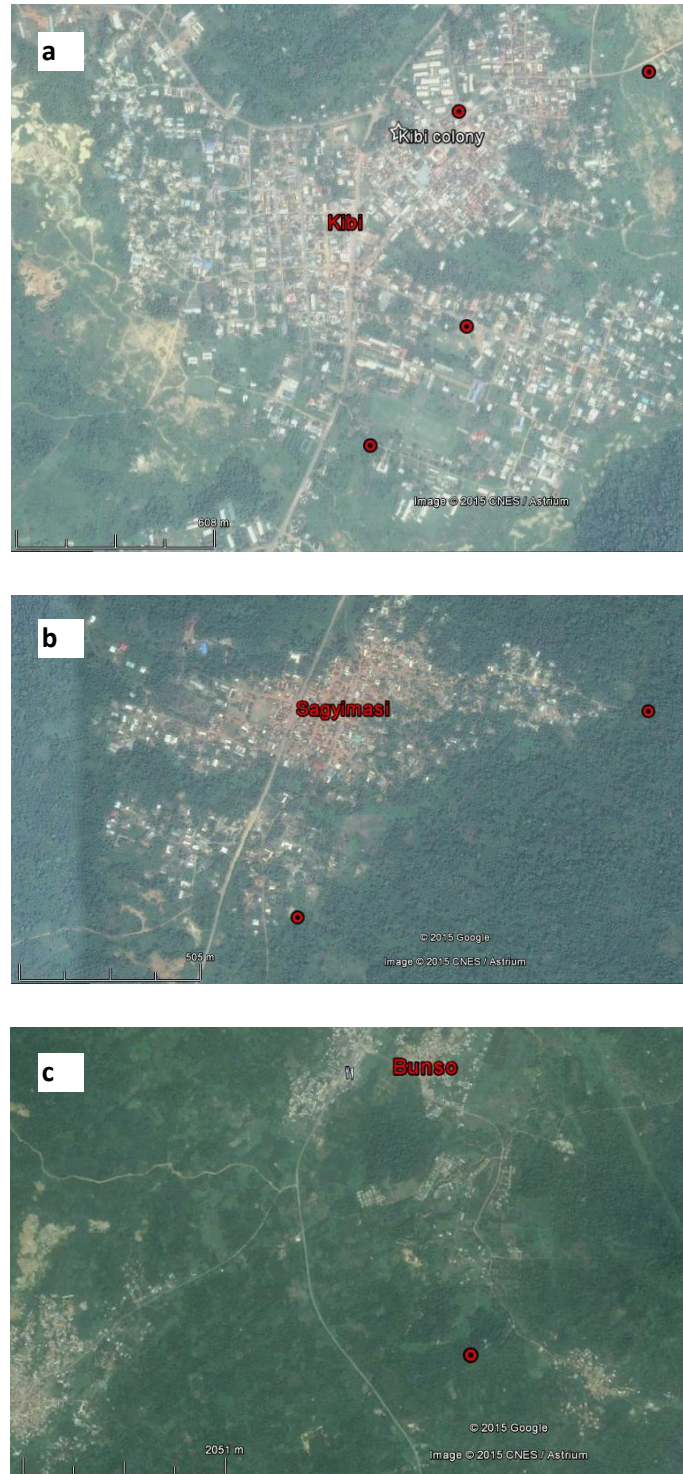 a
Kibi colony
Kibi
Image © 2015 CNES / Astrium
608 m
b
Sagyimasi
© 2015 Google
505 m
Image © 2015 CNES / Astrium
c
Bunso
2051 m
© 2015 Google
Image © 2015 CNES / Astrium